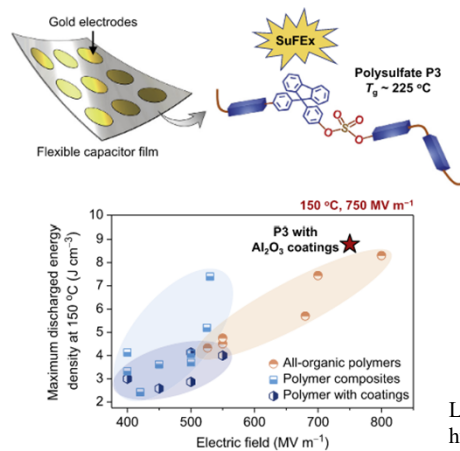 Gold electrodes
Flexible capacitor film
SuFEx
Polysulfate P3
Tg ~ 225 °C
O
S
O
O
O
150 °C, 750 MV m⁻¹
P3 with
Al₂O₃ coatings
Maximum discharged energy
density at 150 °C (J cm⁻³)
9
8
7
6
5
4
3
2
All-organic polymers
Polymer composites
Polymer with coatings
400
500
600
700
800
Electric field (MV m⁻¹)
L
h